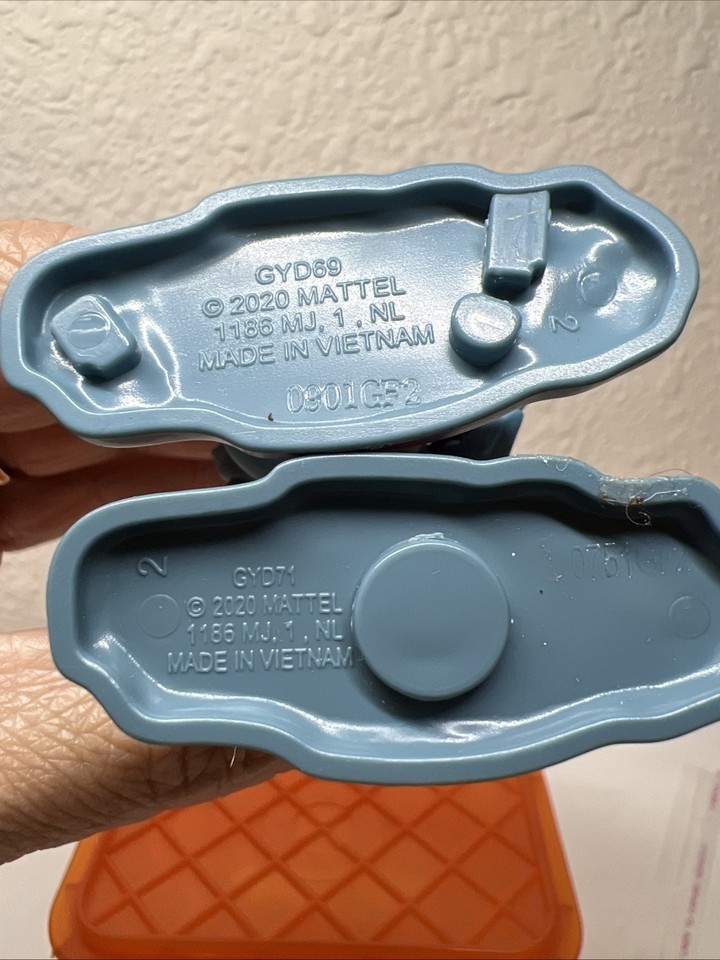 GYD69
© 2020 MATTEL
1186 MJ, 1 , NL
MADE IN VIETNAM
0901GF2
2
2
GYD71
© 2020 MATTEL
1186 MJ, 1 , NL
MADE IN VIETNAM